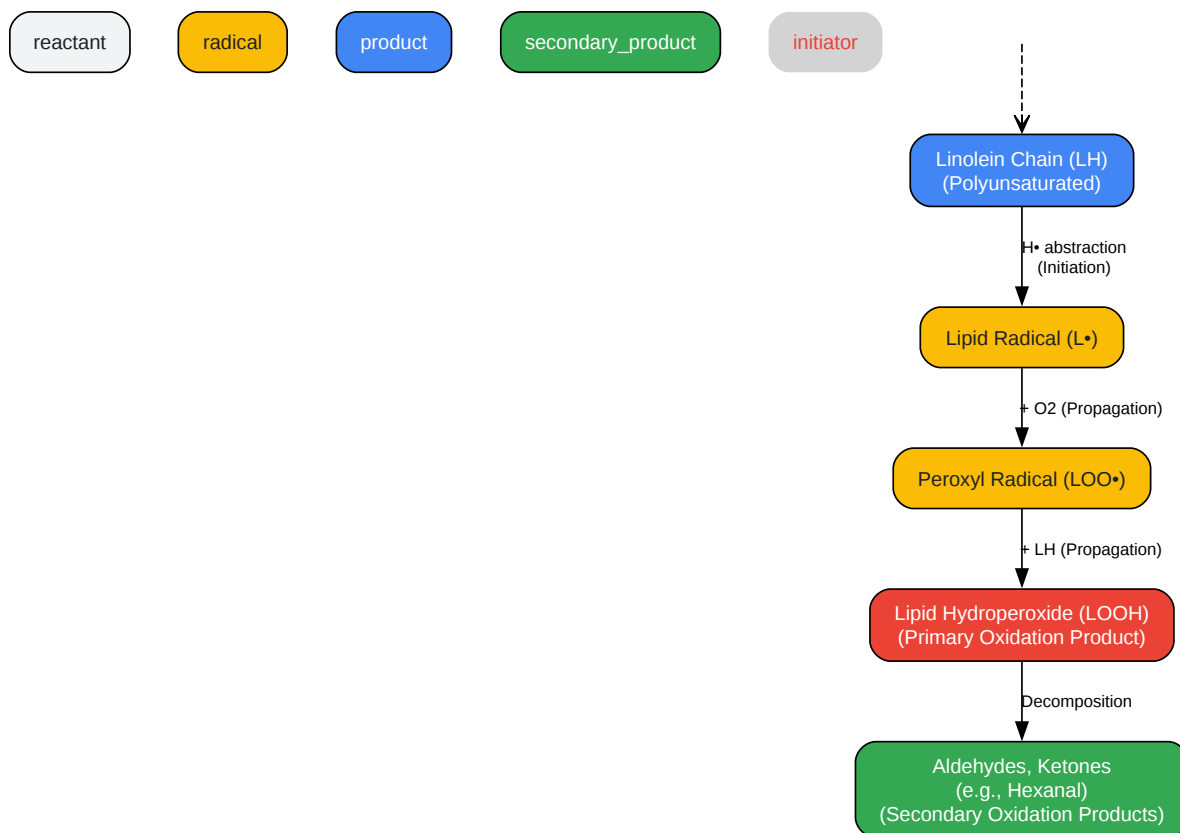 reactant
radical
product
secondary_product
initiator
Linolein Chain (LH)
(Polyunsaturated)
H• abstraction
(Initiation)
Lipid Radical (L•)
+ O2 (Propagation)
Peroxyl Radical (LOO•)
+ LH (Propagation)
Lipid Hydroperoxide (LOOH)
(Primary Oxidation Product)
Decomposition
Aldehydes, Ketones
(e.g., Hexanal)
(Secondary Oxidation Products)